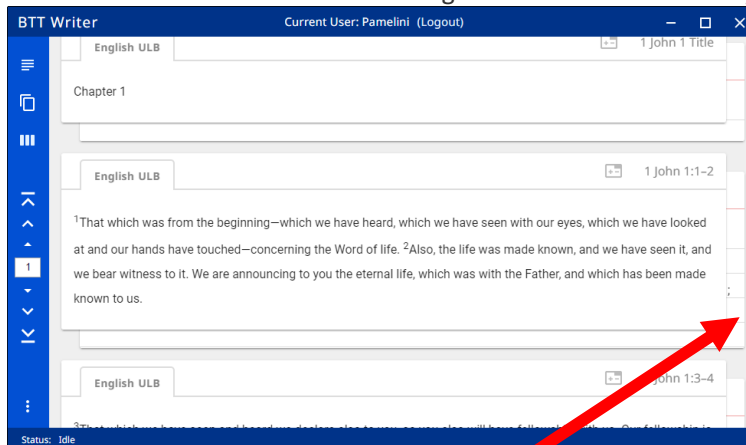 BTT Writer Current User: Pamelini (Logout)
English ULB 1 John 1 Title
Chapter 1
English ULB 1 John 1:1–2
1That which was from the beginning—which we have heard, which we have seen with our eyes, which we have looked
at and our hands have touched—concerning the Word of life. 2Also, the life was made known, and we have seen it, and
we bear witness to it. We are announcing to you the eternal life, which was with the Father, and which has been made
known to us.
1
;
English ULB John 1:3–4
Status: Idle